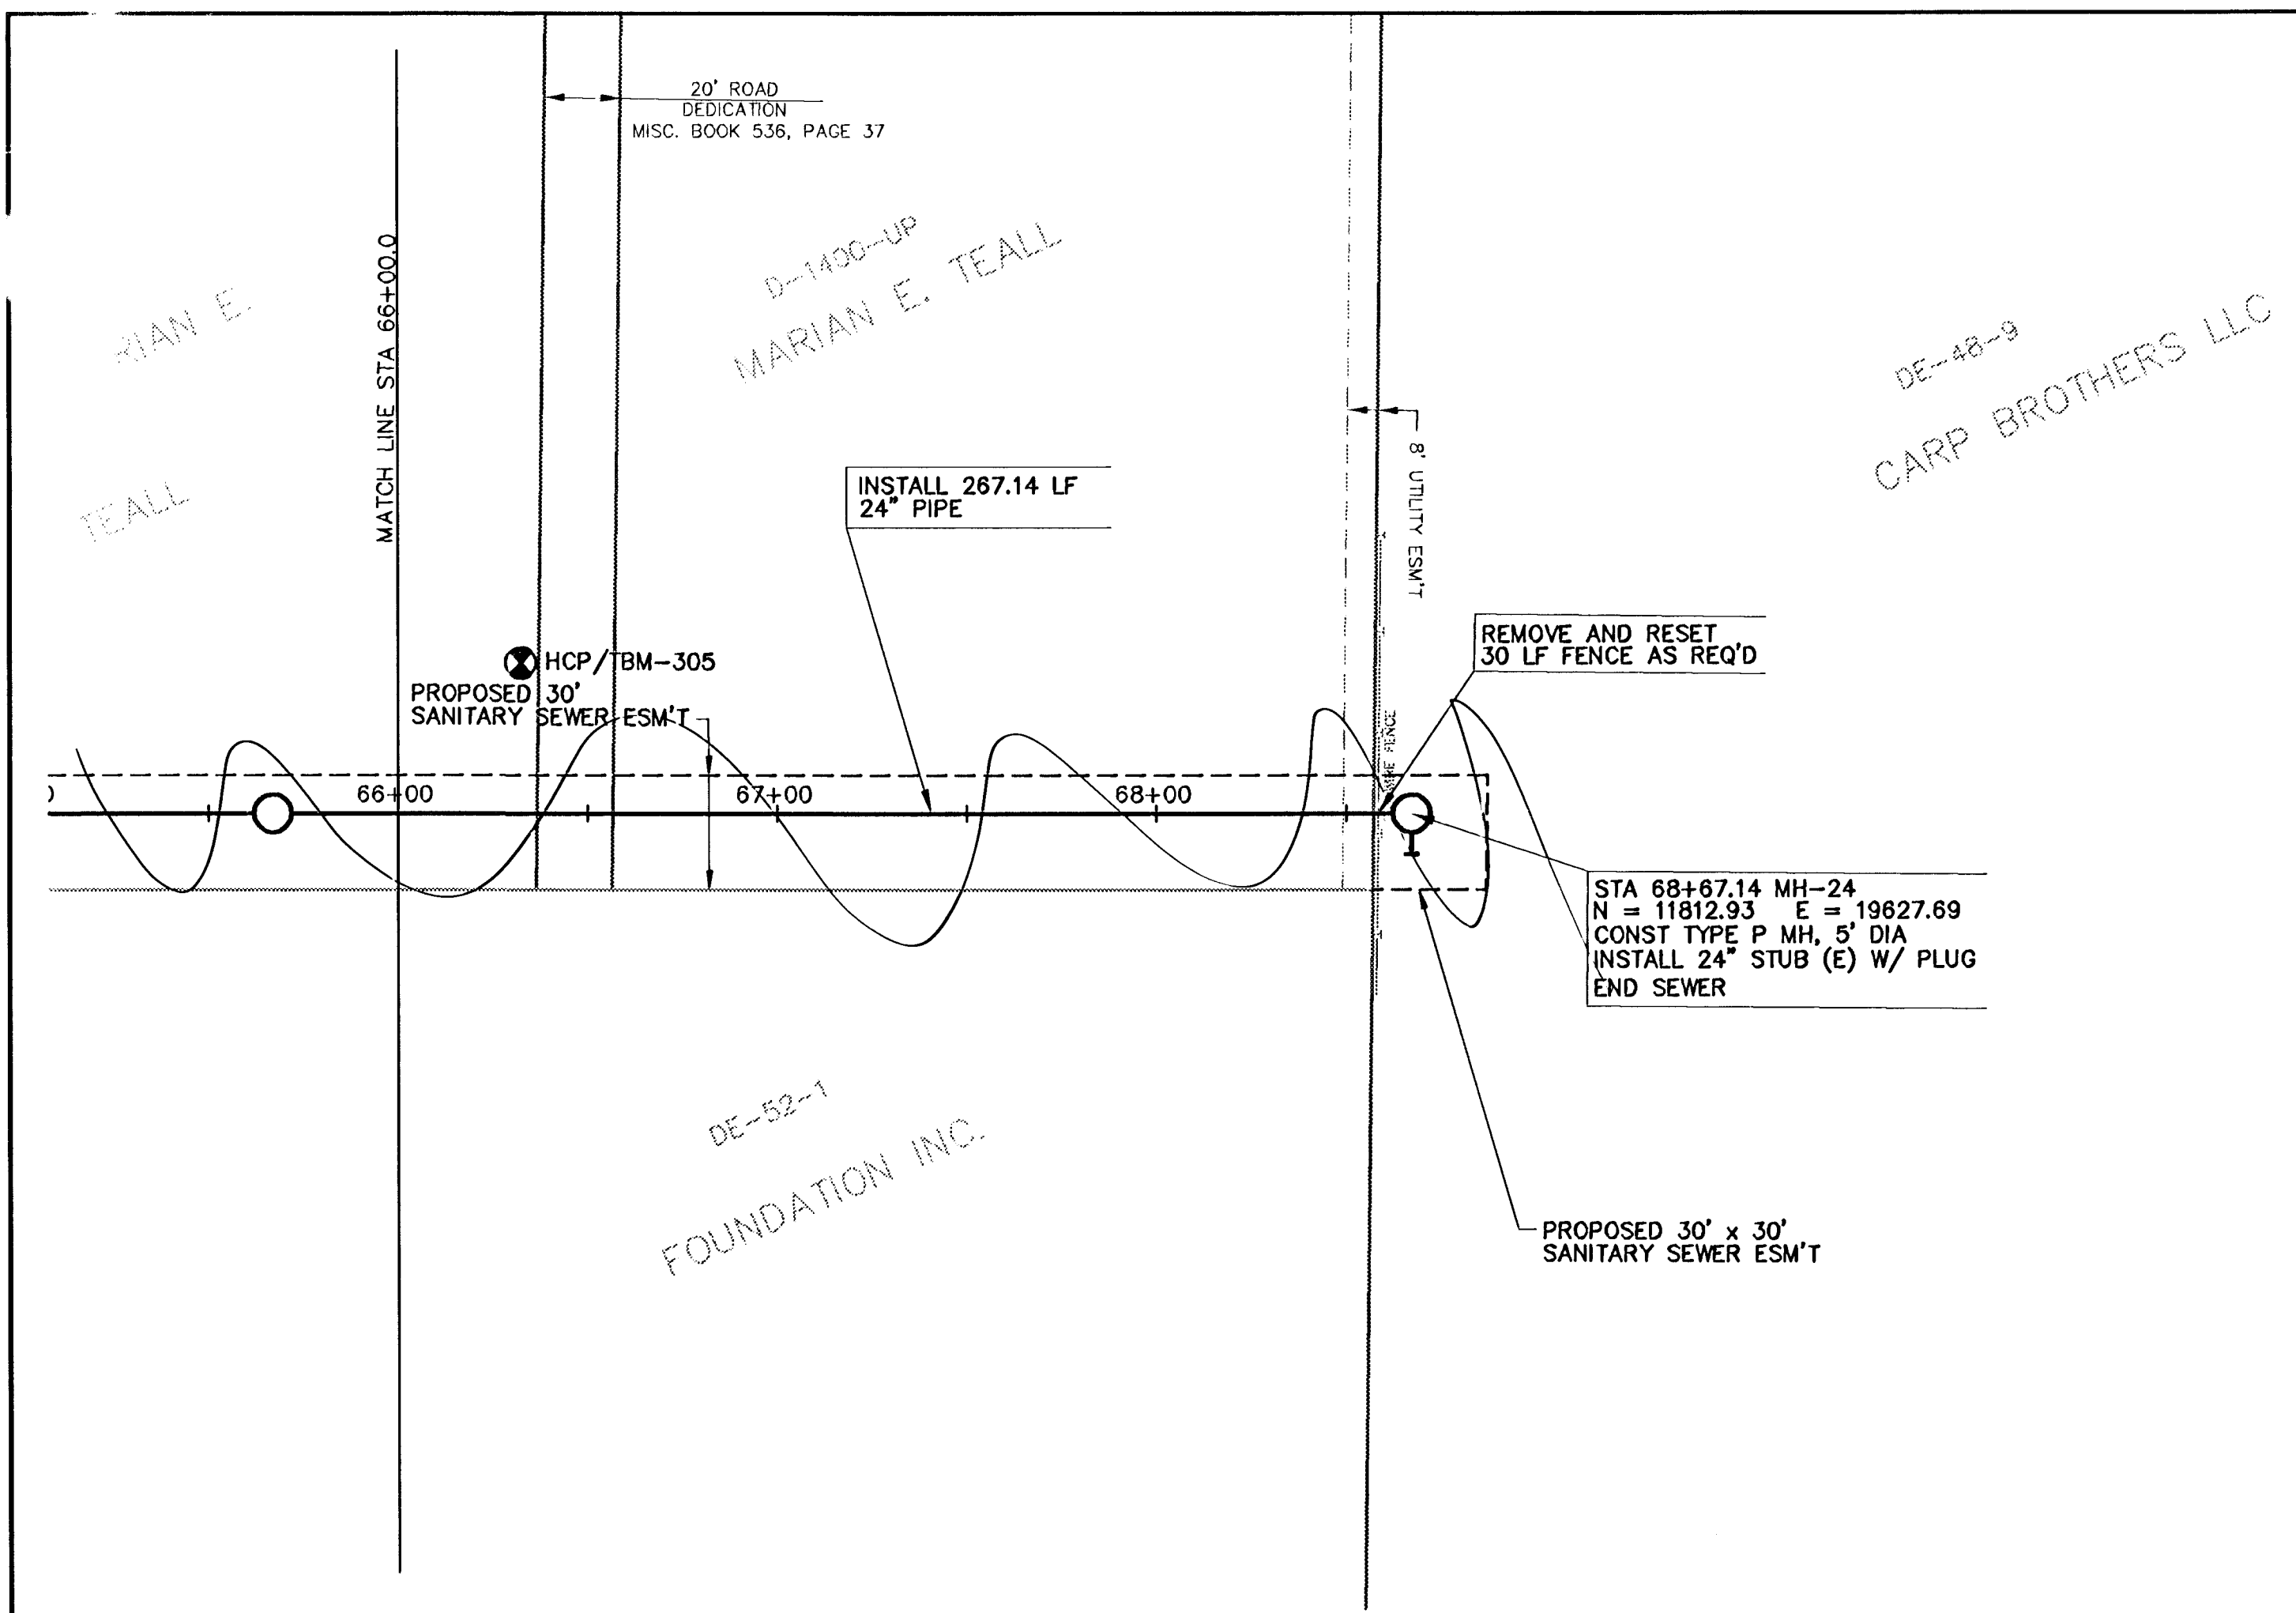 20' ROAD
DEDICATION
MISC. BOOK 536, PAGE 37
MATCH LINE STA 66+00.0
RIAN E.
TEALL
D-1400-UP
MARIAN E. TEALL
DE-48-9
CARP BROTHERS LLC
8' UTILITY ESM'T
INSTALL 267.14 LF
24" PIPE
REMOVE AND RESET
30 LF FENCE AS REQ'D
HCP/TBM-305
PROPOSED 30'
SANITARY SEWER ESM'T
WIRE FENCE
66+00
67+00
68+00
STA 68+67.14 MH-24
N = 11812.93 E = 19627.69
CONST TYPE P MH, 5' DIA
INSTALL 24" STUB (E) W/ PLUG
END SEWER
DE-52-1
FOUNDATION INC.
PROPOSED 30' x 30'
SANITARY SEWER ESM'T